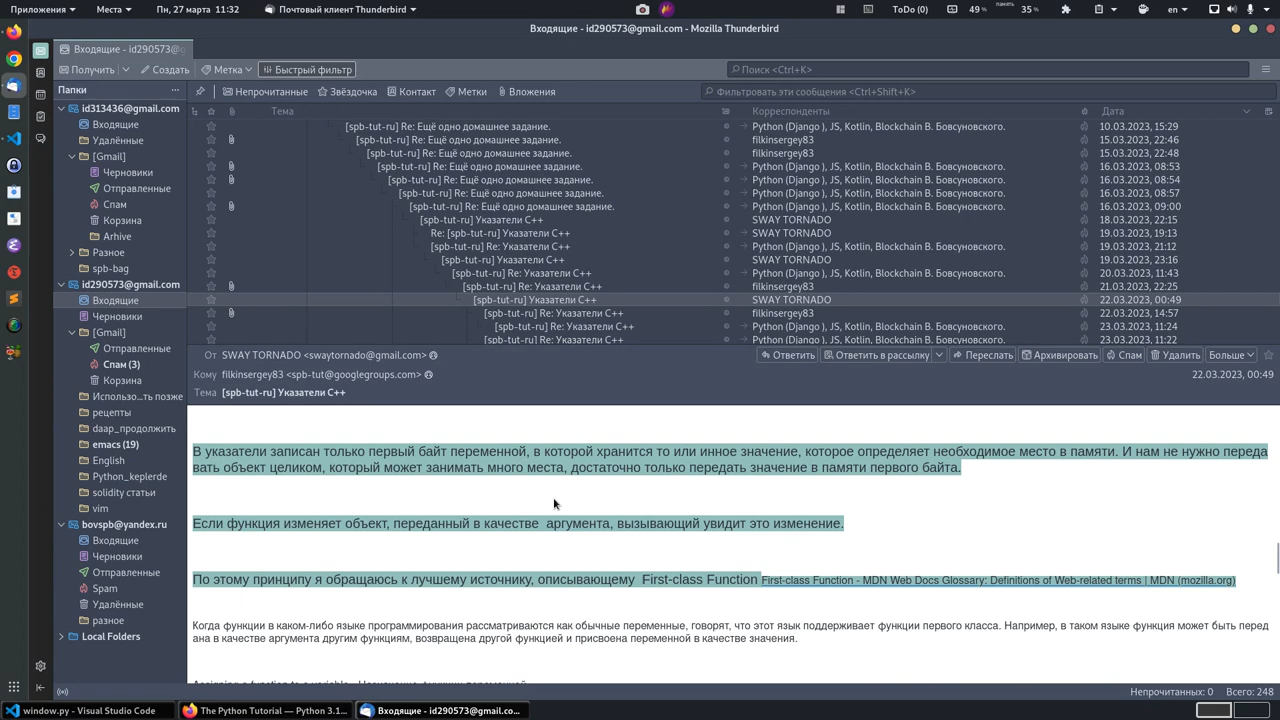 Приложения
Места
Пн, 27 марта 11:32
Почтовый клиент Thunderbird
ToDo (0)
49 %
память
35 %
en
Входящие - id290573@gmail.com - Mozilla Thunderbird
Входящие - id290573@g
Получить
Создать
Метка
Быстрый фильтр
Поиск <Ctrl+K>
Папки
Непрочитанные
Звёздочка
Контакт
Метки
Вложения
Фильтровать эти сообщения <Ctrl+Shift+K>
Тема
Корреспонденты
Дата
id313436@gmail.com
Входящие
Удалённые
[Gmail]
Черновики
Отправленные
Спам
Корзина
Arhive
Разное
spb-bag
id290573@gmail.com
Входящие
Черновики
[Gmail]
Отправленные
Спам (3)
Корзина
Использо...ть позже
рецепты
daap_продолжить
emacs (19)
English
Python_keplerde
solidity статьи
vim
bovspb@yandex.ru
Входящие
Черновики
Отправленные
Spam
Удалённые
разное
Local Folders
[spb-tut-ru] Re: Ещё одно домашнее задание. Python (Django ), JS, Kotlin, Blockchain В. Бовсуновского. 10.03.2023, 15:29
[spb-tut-ru] Re: Ещё одно домашнее задание. filkinsergey83 15.03.2023, 22:46
[spb-tut-ru] Re: Ещё одно домашнее задание. filkinsergey83 15.03.2023, 22:48
[spb-tut-ru] Re: Ещё одно домашнее задание. Python (Django ), JS, Kotlin, Blockchain В. Бовсуновского. 16.03.2023, 08:53
[spb-tut-ru] Re: Ещё одно домашнее задание. Python (Django ), JS, Kotlin, Blockchain В. Бовсуновского. 16.03.2023, 08:54
[spb-tut-ru] Re: Ещё одно домашнее задание. Python (Django ), JS, Kotlin, Blockchain В. Бовсуновского. 16.03.2023, 08:57
[spb-tut-ru] Re: Ещё одно домашнее задание. Python (Django ), JS, Kotlin, Blockchain В. Бовсуновского. 16.03.2023, 09:00
[spb-tut-ru] Указатели C++ SWAY TORNADO 18.03.2023, 22:15
Re: [spb-tut-ru] Указатели C++ SWAY TORNADO 19.03.2023, 19:13
[spb-tut-ru] Re: Указатели C++ Python (Django ), JS, Kotlin, Blockchain В. Бовсуновского. 19.03.2023, 21:12
[spb-tut-ru] Указатели C++ SWAY TORNADO 19.03.2023, 23:16
[spb-tut-ru] Re: Указатели C++ Python (Django ), JS, Kotlin, Blockchain В. Бовсуновского. 20.03.2023, 11:43
[spb-tut-ru] Re: Указатели C++ filkinsergey83 21.03.2023, 22:25
[spb-tut-ru] Указатели C++ SWAY TORNADO 22.03.2023, 00:49
[spb-tut-ru] Re: Указатели C++ filkinsergey83 22.03.2023, 14:57
[spb-tut-ru] Re: Указатели C++ Python (Django ), JS, Kotlin, Blockchain В. Бовсуновского. 23.03.2023, 11:24
[spb-tut-ru] Re: Указатели C++ Python (Django ), JS, Kotlin, Blockchain В. Бовсуновского. 23.03.2023, 11:22
От SWAY TORNADO <swaytornado@gmail.com>
Ответить
Ответить в рассылку
Переслать
Архивировать
Спам
Удалить
Больше
Кому filkinsergey83 <spb-tut@googlegroups.com>
22.03.2023, 00:49
Тема [spb-tut-ru] Указатели C++
В указатели записан только первый байт переменной, в которой хранится то или инное значение, которое определяет необходимое место в памяти. И нам не нужно переда
вать объект целиком, который может занимать много места, достаточно только передать значение в памяти первого байта.
Если функция изменяет объект, переданный в качестве  аргумента, вызывающий увидит это изменение.
По этому принципу я обращаюсь к лучшему источнику, описывающему  First-class Function First-class Function - MDN Web Docs Glossary: Definitions of Web-related terms | MDN (mozilla.org)
Когда функции в каком-либо языке программирования рассматриваются как обычные переменные, говорят, что этот язык поддерживает функции первого класса. Например, в таком языке функция может быть перед
ана в качестве аргумента другим функциям, возвращена другой функцией и присвоена переменной в качестве значения.
Непрочитанных: 0
Всего: 248
window.py - Visual Studio Code
The Python Tutorial — Python 3.1...
Входящие - id290573@gmail.co...